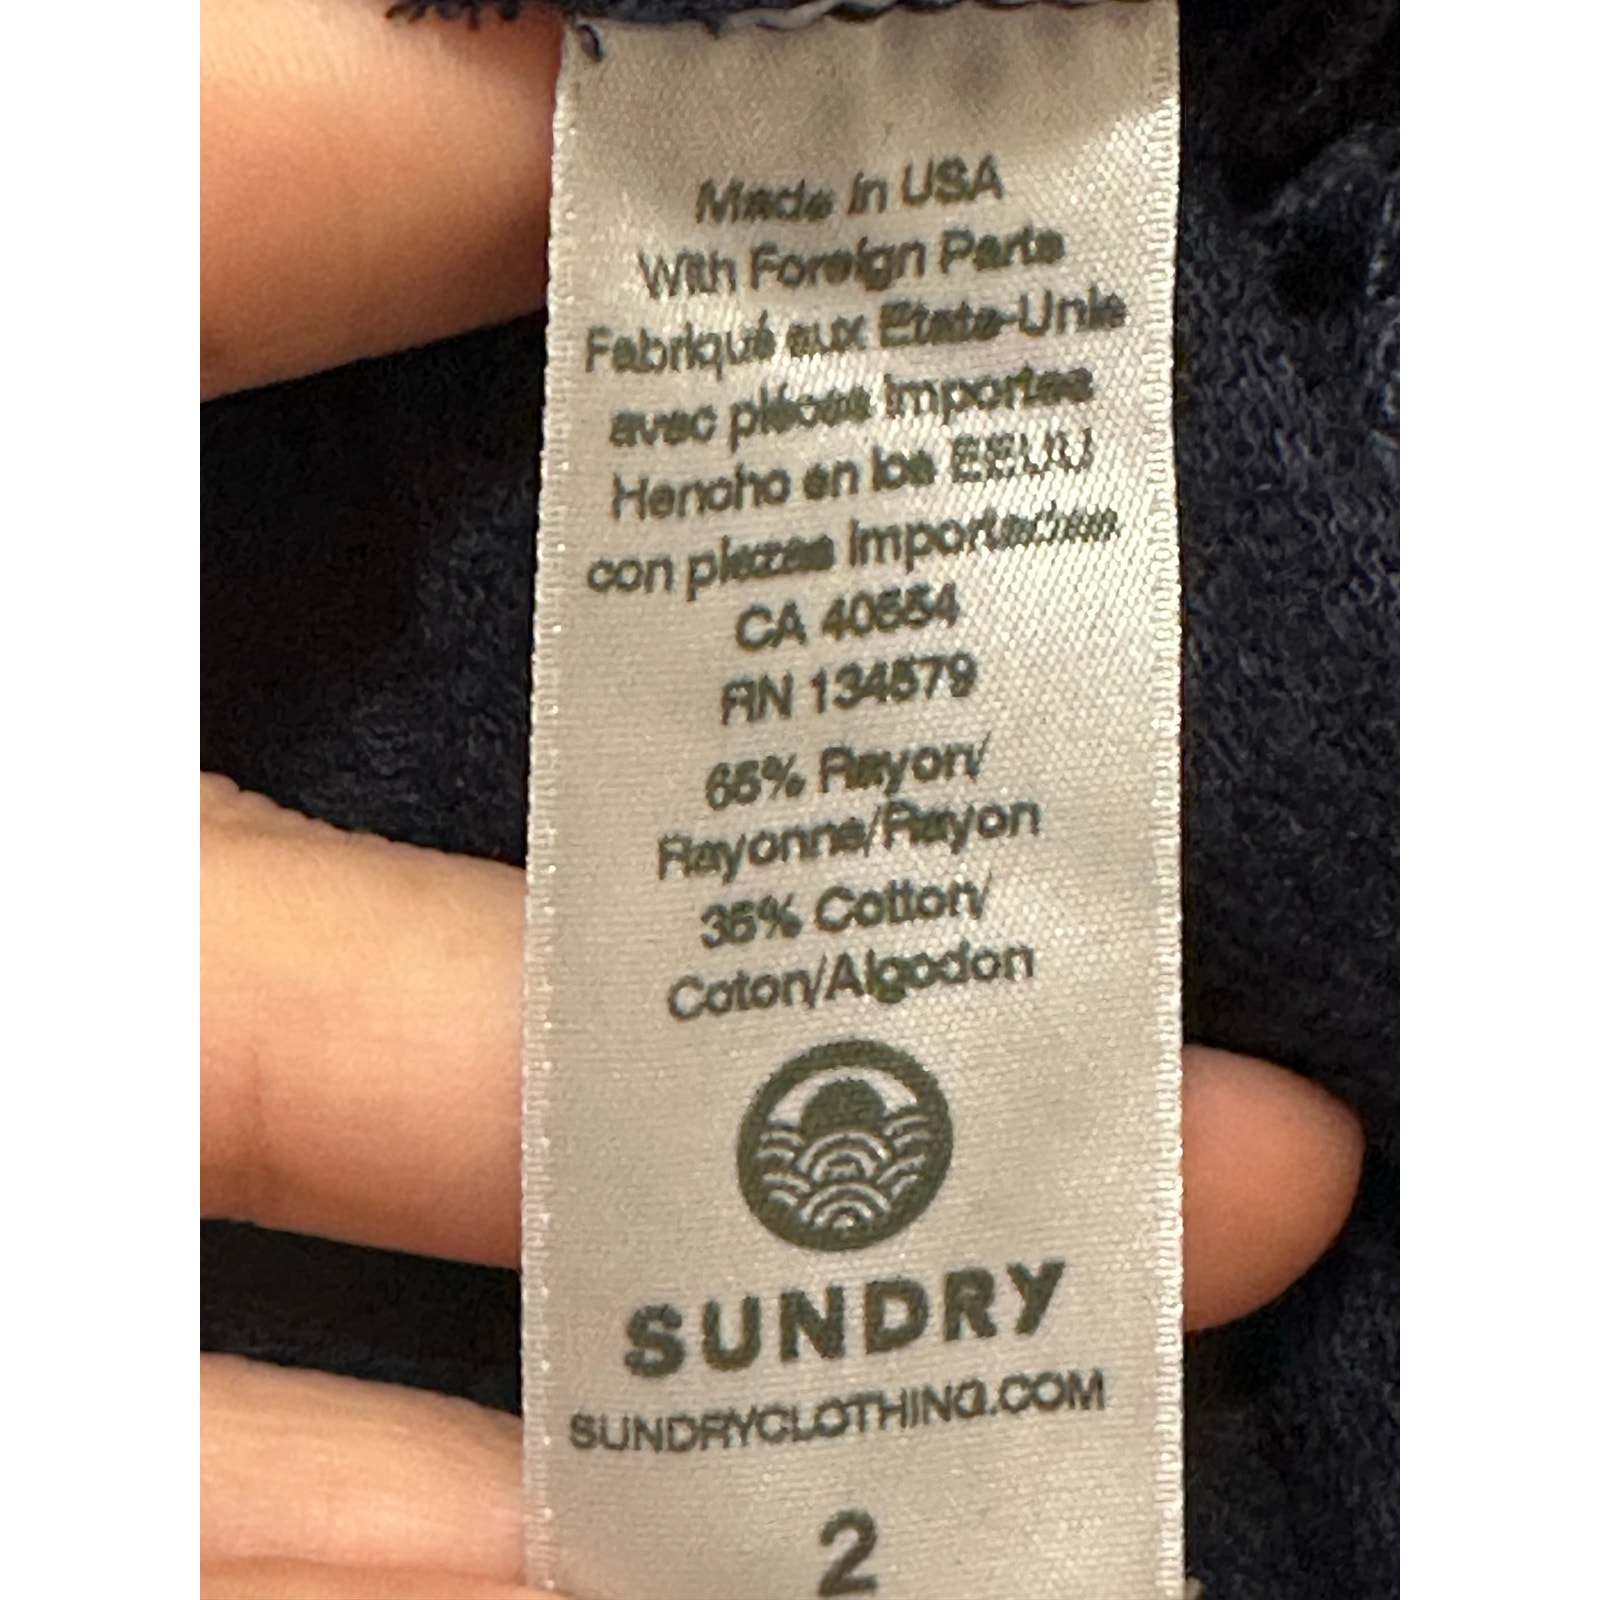 Made in USA
With Foreign Parts
Fabriqué aux Etats-Unis
avec pièces importes
Hencho en los EEUU
con piezas importachen
CA 40554
RN 134579
65% Rayon/
Rayonne/Rayon
35% Cotton/
Coton/Algodon
SUNDRY
SUNDRYCLOTHING.COM
2